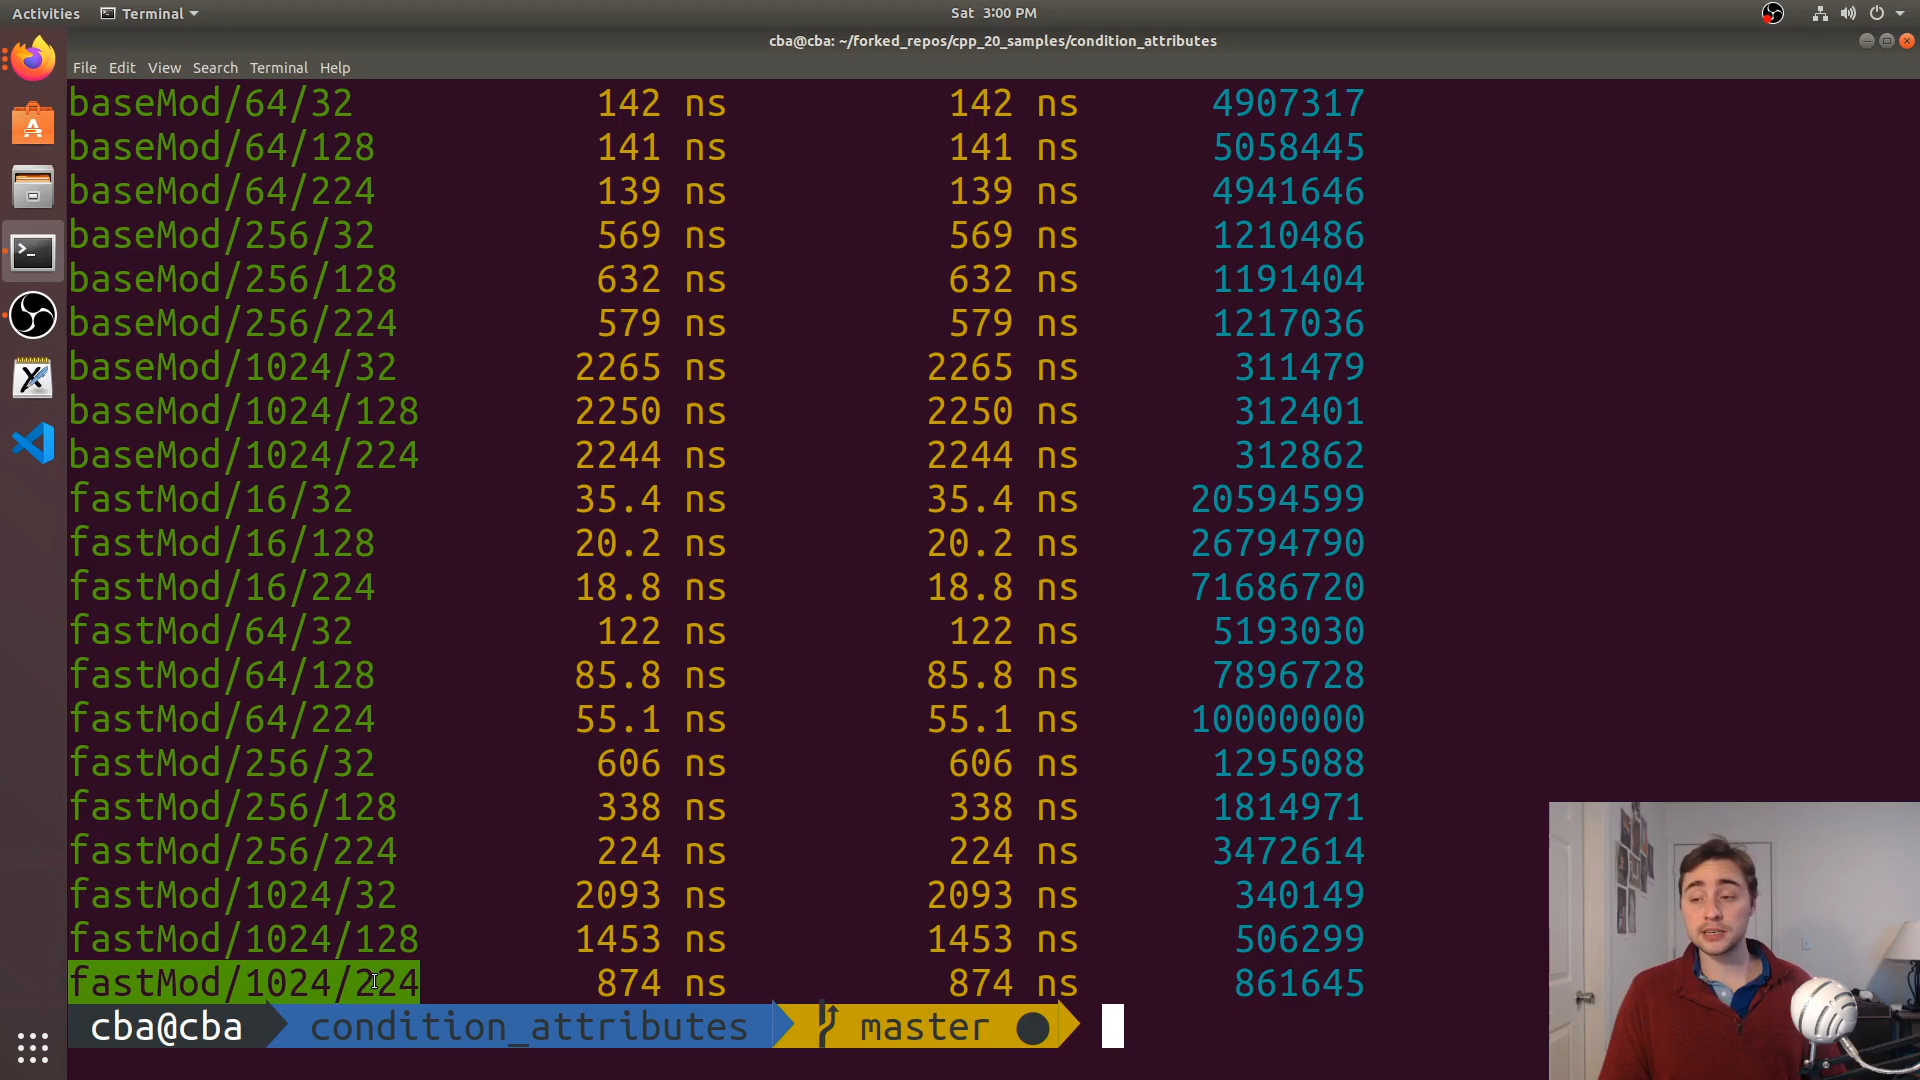 Activities Terminal Sat 3:00 PM
cba@cba: ~/forked_repos/cpp_20_samples/condition_attributes
File Edit View Search Terminal Help
baseMod/64/32 142 ns 142 ns 4907317
baseMod/64/128 141 ns 141 ns 5058445
baseMod/64/224 139 ns 139 ns 4941646
baseMod/256/32 569 ns 569 ns 1210486
baseMod/256/128 632 ns 632 ns 1191404
baseMod/256/224 579 ns 579 ns 1217036
baseMod/1024/32 2265 ns 2265 ns 311479
baseMod/1024/128 2250 ns 2250 ns 312401
baseMod/1024/224 2244 ns 2244 ns 312862
fastMod/16/32 35.4 ns 35.4 ns 20594599
fastMod/16/128 20.2 ns 20.2 ns 26794790
fastMod/16/224 18.8 ns 18.8 ns 71686720
fastMod/64/32 122 ns 122 ns 5193030
fastMod/64/128 85.8 ns 85.8 ns 7896728
fastMod/64/224 55.1 ns 55.1 ns 10000000
fastMod/256/32 606 ns 606 ns 1295088
fastMod/256/128 338 ns 338 ns 1814971
fastMod/256/224 224 ns 224 ns 3472614
fastMod/1024/32 2093 ns 2093 ns 340149
fastMod/1024/128 1453 ns 1453 ns 506299
fastMod/1024/224 874 ns 874 ns 861645
cba@cba condition_attributes master